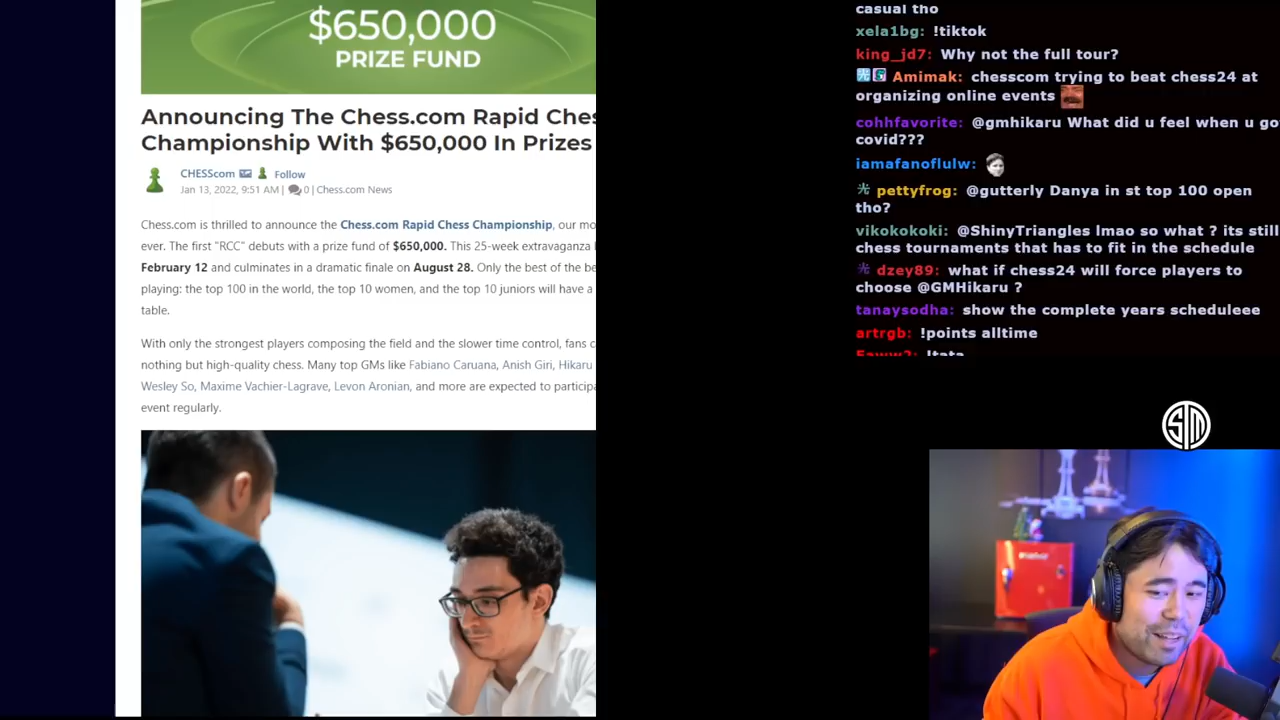 $650,000
PRIZE FUND
Announcing The Chess.com Rapid Ches
Championship With $650,000 In Prizes
CHESScom Follow
Jan 13, 2022, 9:51 AM | 0 | Chess.com News
Chess.com is thrilled to announce the Chess.com Rapid Chess Championship, our mo
ever. The first "RCC" debuts with a prize fund of $650,000. This 25-week extravaganza
February 12 and culminates in a dramatic finale on August 28. Only the best of the be
playing: the top 100 in the world, the top 10 women, and the top 10 juniors will have a
table.
With only the strongest players composing the field and the slower time control, fans c
nothing but high-quality chess. Many top GMs like Fabiano Caruana, Anish Giri, Hikaru
Wesley So, Maxime Vachier-Lagrave, Levon Aronian, and more are expected to participa
event regularly.
casual tho
xela1bg: !tiktok
king_jd7: Why not the full tour?
Amimak: chesscom trying to beat chess24 at
organizing online events
cohhfavorite: @gmhikaru What did u feel when u go
covid???
iamafanoflulw:
pettyfrog: @gutterly Danya in st top 100 open
tho?
vikokokoki: @ShinyTriangles lmao so what ? its still
chess tournaments that has to fit in the schedule
dzey89: what if chess24 will force players to
choose @GMHikaru ?
tanaysodha: show the complete years scheduleee
artrgb: !points alltime
TSM